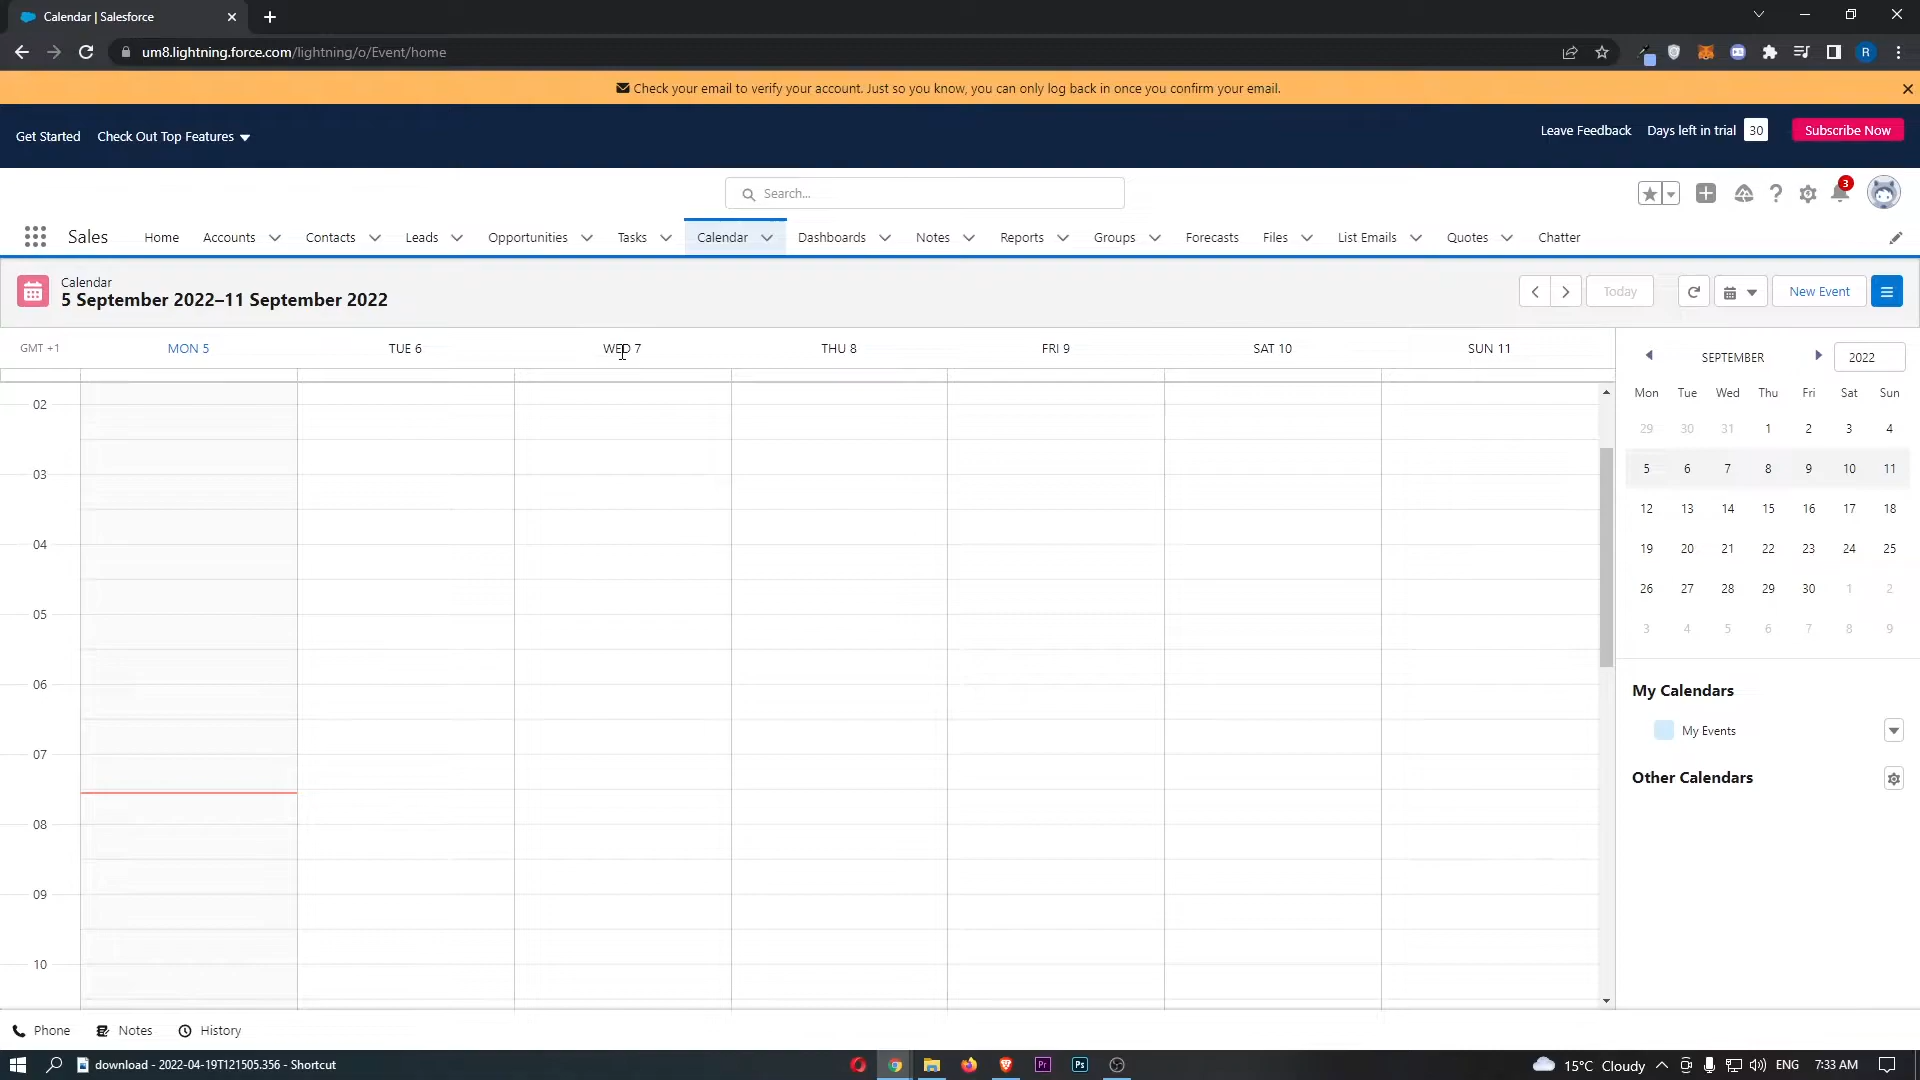 Calendar | Salesforce
um8.lightning.force.com/lightning/o/Event/home
R
Check your email to verify your account. Just so you know, you can only log back in once you confirm your email.
Get Started Check Out Top Features
Leave Feedback Days left in trial 30 Subscribe Now
Search...
3
Sales Home Accounts Contacts Leads Opportunities Tasks Calendar Dashboards Notes Reports Groups Forecasts Files List Emails Quotes Chatter
Calendar
5 September 2022–11 September 2022
Today New Event
GMT +1 MON 5 TUE 6 WED 7 THU 8 FRI 9 SAT 10 SUN 11
02
03
04
05
06
07
08
09
10
SEPTEMBER 2022
Mon Tue Wed Thu Fri Sat Sun
29 30 31 1 2 3 4
5 6 7 8 9 10 11
12 13 14 15 16 17 18
19 20 21 22 23 24 25
26 27 28 29 30 1 2
3 4 5 6 7 8 9
My Calendars
My Events
Other Calendars
Phone Notes History
download - 2022-04-19T121505.356 - Shortcut
Pr Ps
15°C Cloudy ENG 7:33 AM